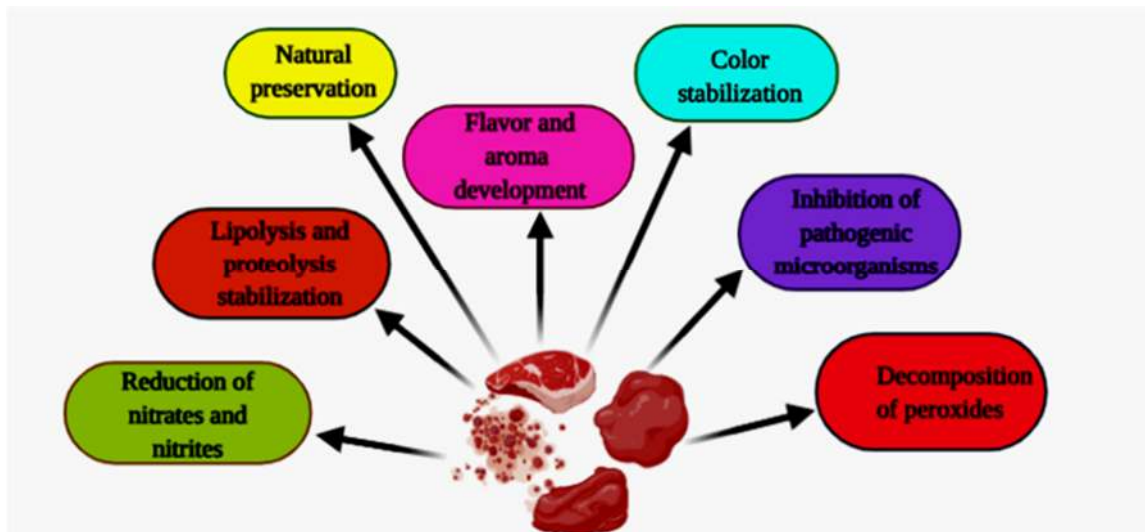 Natural
preservation
Color
stabilization
Flavor and
aroma
development
Lipolysis and
proteolysis
stabilization
Inhibition of
pathogenic
microorganisms
Reduction of
nitrates and
nitrites
Decomposition
of peroxides